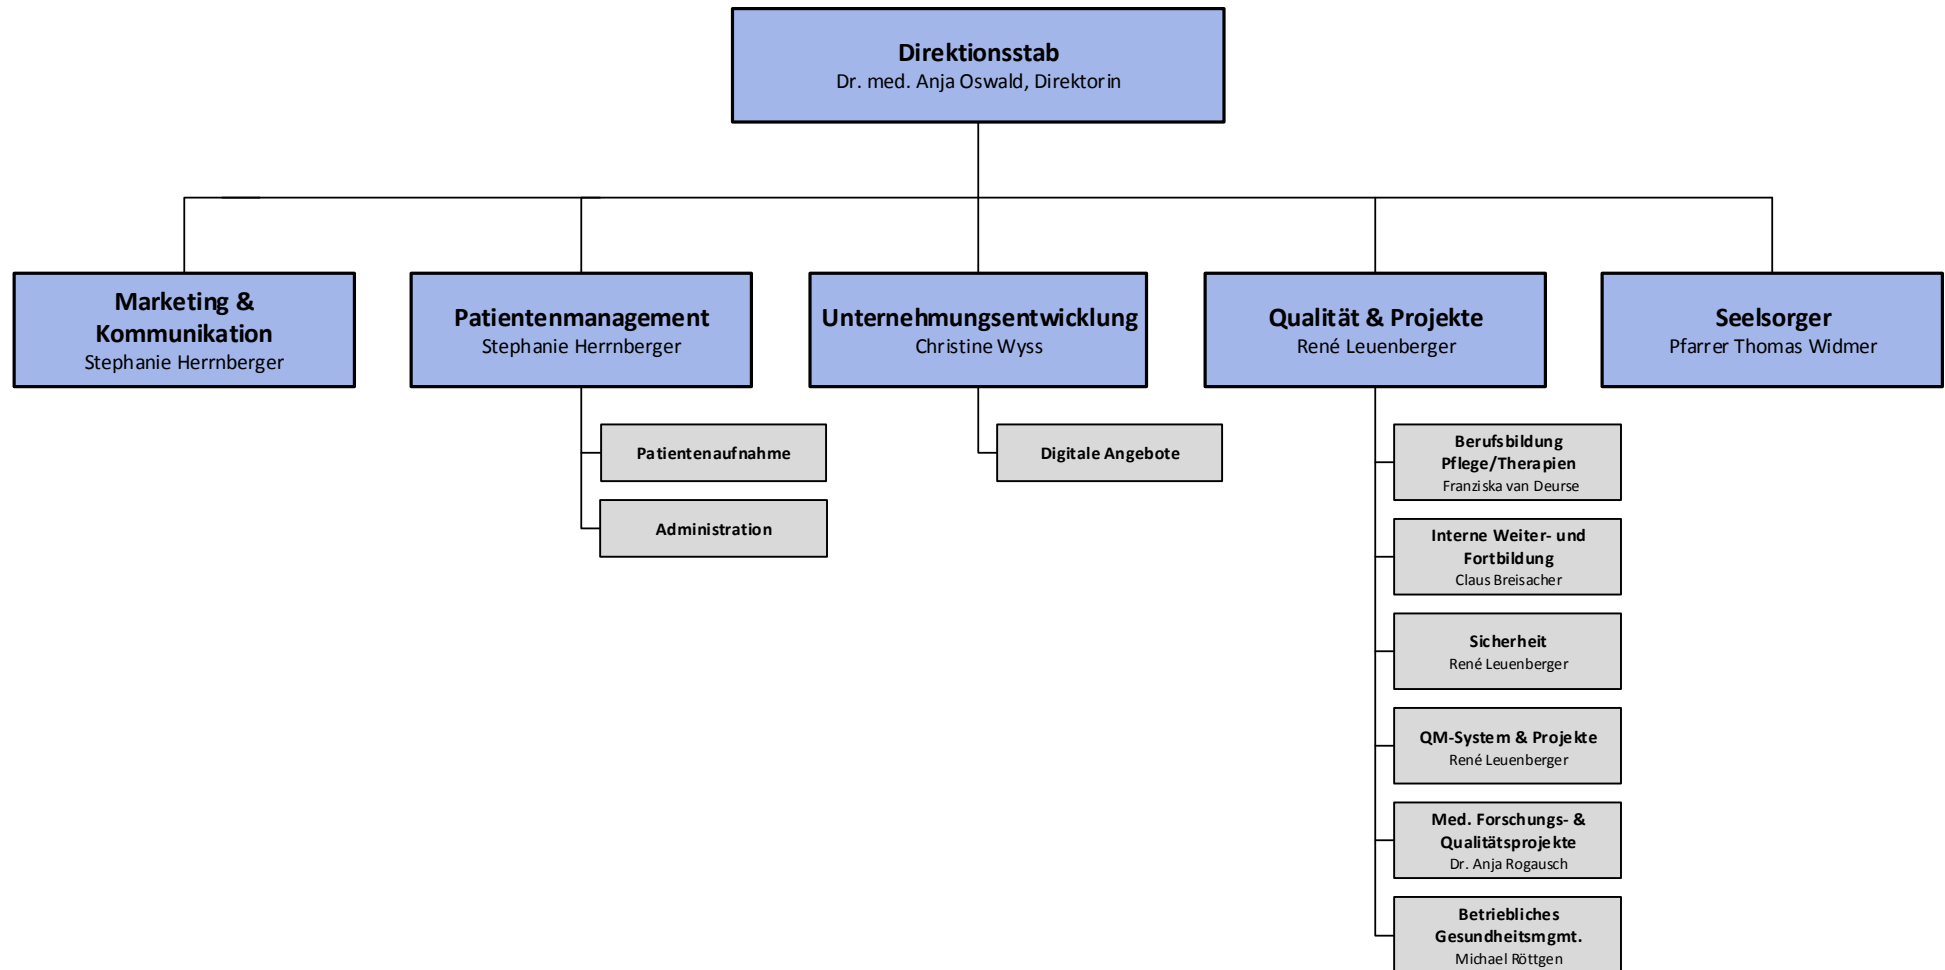 Direktionsstab
Dr. med. Anja Oswald, Direktorin
Marketing &
Kommunikation
Stephanie Herrnberger
Patientenmanagement
Stephanie Herrnberger
Unternehmungsentwicklung
Christine Wyss
Qualität & Projekte
René Leuenberger
Seelsorger
Pfarrer Thomas Widmer
Patientenaufnahme
Administration
Digitale Angebote
Berufsbildung
Pflege/Therapien
Franziska van Deurse
Interne Weiter- und
Fortbildung
Claus Breisacher
Sicherheit
René Leuenberger
QM-System & Projekte
René Leuenberger
Med. Forschungs- &
Qualitätsprojekte
Dr. Anja Rogausch
Betriebliches
Gesundheitsmgmt.
Michael Röttgen